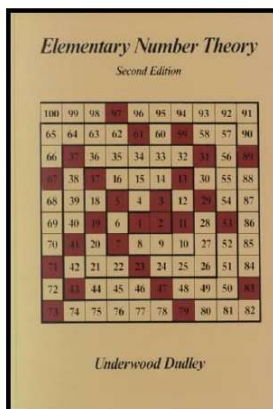 Elementary Number Theory
Second Edition
100 99 98 97 96 95 94 93 92 91
65 64 63 62 61 60 59 58 57 90
66 37 36 35 34 33 32 31 56 89
67 38 17 16 15 14 13 30 55 88
68 39 18 5 4 3 12 29 54 87
69 40 19 6 1 2 11 28 53 86
70 41 20 7 8 9 10 27 52 85
71 42 21 22 23 24 25 26 51 84
72 43 44 45 46 47 48 49 50 83
73 74 75 76 77 78 79 80 81 82
Underwood Dudley